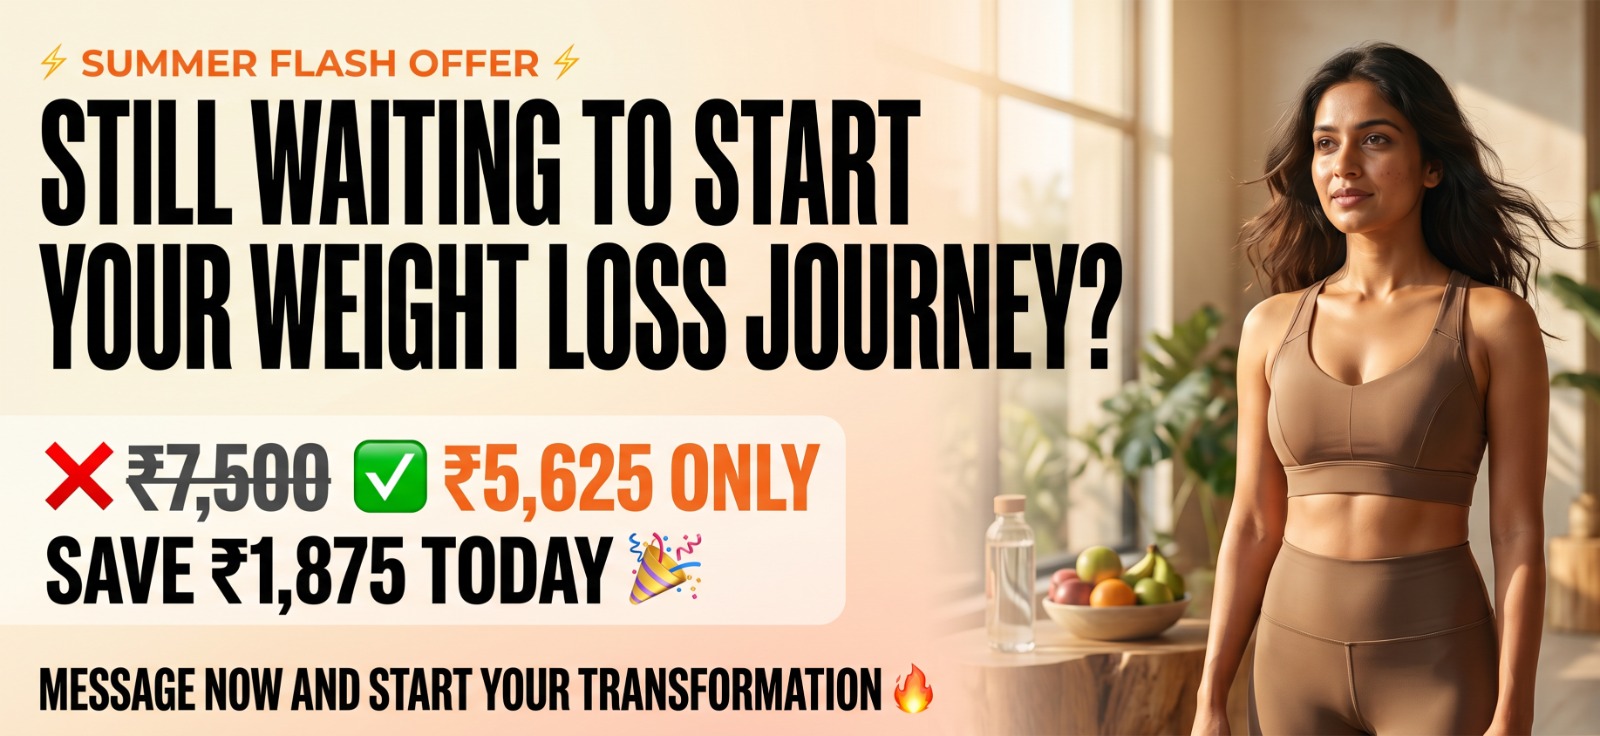 ⚡ SUMMER FLASH OFFER ⚡
STILL WAITING TO START
YOUR WEIGHT LOSS JOURNEY?
❌ ₹7,500 ✅ ₹5,625 ONLY
SAVE ₹1,875 TODAY 🎉
MESSAGE NOW AND START YOUR TRANSFORMATION 🔥